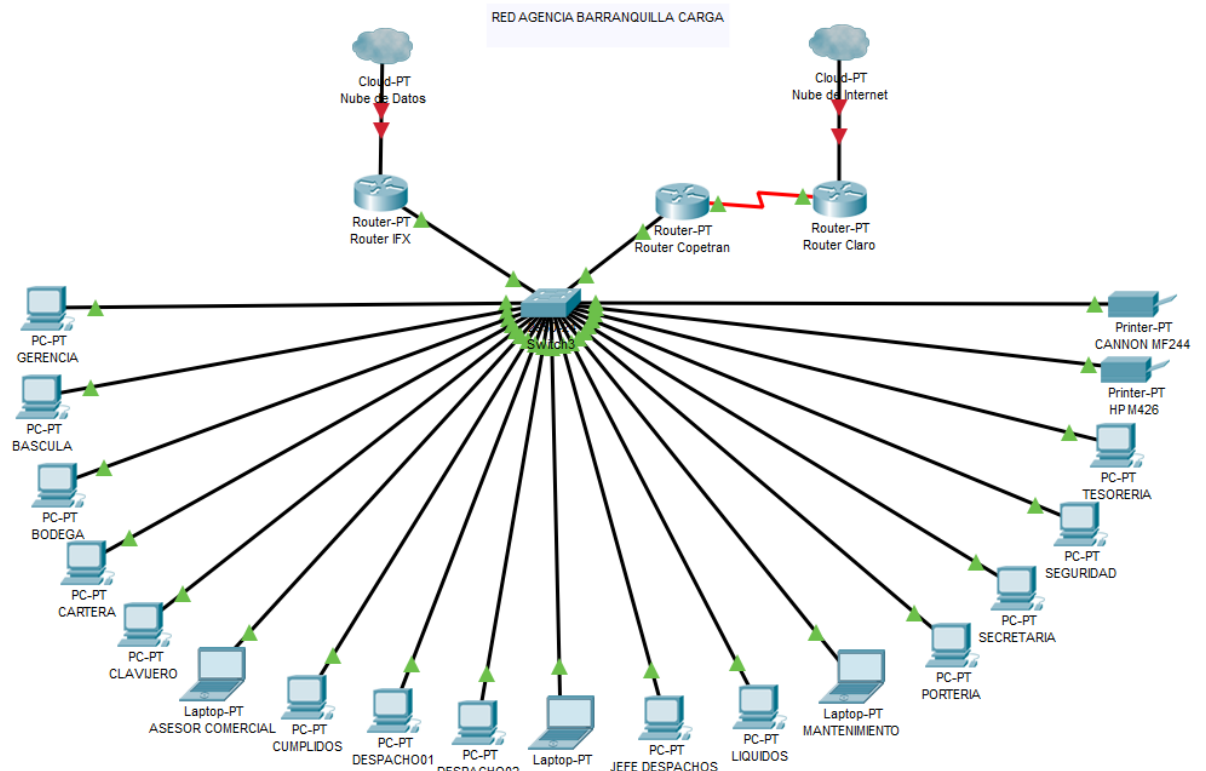 RED AGENCIA BARRANQUILLA CARGA
Cloud-PT
Nube de Datos
Cloud-PT
Nube de Internet
Router-PT
Router IFX
Router-PT
Router Copetran
Router-PT
Router Claro
Switch3
PC-PT
GERENCIA
PC-PT
BASCULA
PC-PT
BODEGA
PC-PT
CARTERA
PC-PT
CLAVIJERO
Laptop-PT
ASESOR COMERCIAL
PC-PT
CUMPLIDOS
PC-PT
DESPACHO01
PC-PT
DESPACHO02
Laptop-PT
PC-PT
JEFE DESPACHOS
PC-PT
LIQUIDOS
Laptop-PT
MANTENIMIENTO
PC-PT
PORTERIA
PC-PT
SECRETARIA
PC-PT
SEGURIDAD
PC-PT
TESORERIA
Printer-PT
HP M426
Printer-PT
CANNON MF244